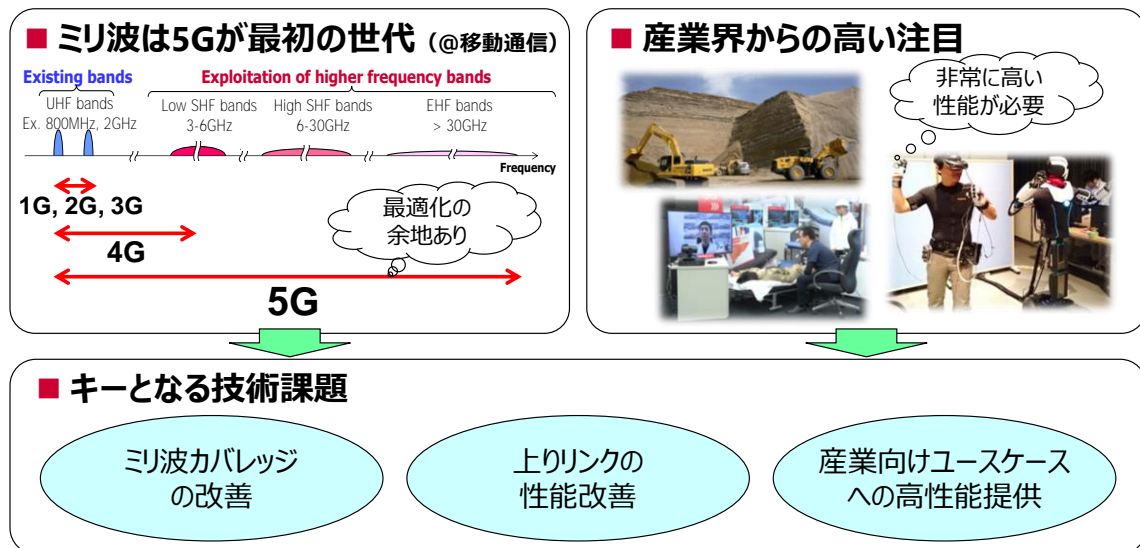 ■ ミリ波は5Gが最初の世代（@移動通信）
Existing bands
Exploitation of higher frequency bands
UHF bands
Ex. 800MHz, 2GHz
Low SHF bands
3-6GHz
High SHF bands
6-30GHz
EHF bands
> 30GHz
Frequency
1G, 2G, 3G
4G
5G
最適化の
余地あり
■ 産業界からの高い注目
非常に高い
性能が必要
■ キーとなる技術課題
ミリ波カバレッジ
の改善
上りリンクの
性能改善
産業向けユースケース
への高性能提供